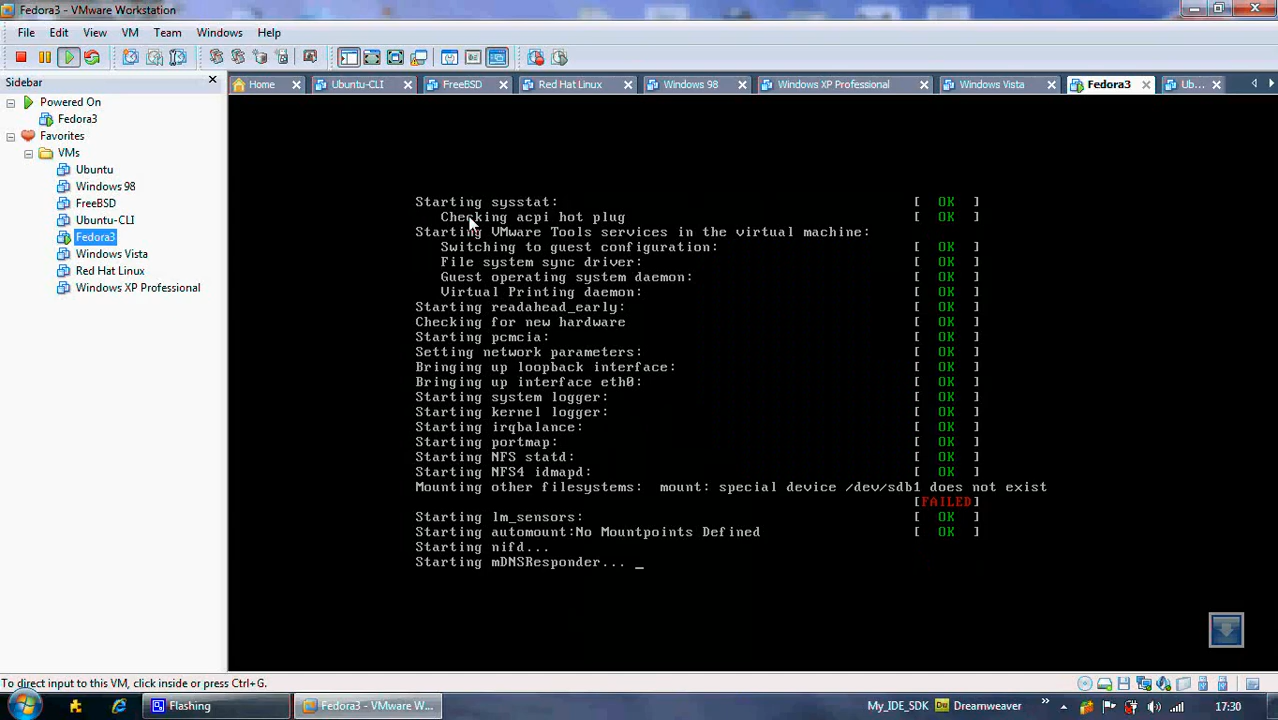 Fedora3 - VMware Workstation
File Edit View VM Team Windows Help
Sidebar
Powered On
Fedora3
Favorites
VMs
Ubuntu
Windows 98
FreeBSD
Ubuntu-CLI
Fedora3
Windows Vista
Red Hat Linux
Windows XP Professional
Home Ubuntu-CLI FreeBSD Red Hat Linux Windows 98 Windows XP Professional Windows Vista Fedora3 Ub...
Starting sysstat: [ OK ]
Checking acpi hot plug [ OK ]
Starting VMware Tools services in the virtual machine:
Switching to guest configuration: [ OK ]
File system sync driver: [ OK ]
Guest operating system daemon: [ OK ]
Virtual Printing daemon: [ OK ]
Starting readahead_early: [ OK ]
Checking for new hardware [ OK ]
Starting pcmcia: [ OK ]
Setting network parameters: [ OK ]
Bringing up loopback interface: [ OK ]
Bringing up interface eth0: [ OK ]
Starting system logger: [ OK ]
Starting kernel logger: [ OK ]
Starting irqbalance: [ OK ]
Starting portmap: [ OK ]
Starting NFS statd: [ OK ]
Starting NFS4 idmapd: [ OK ]
Mounting other filesystems: mount: special device /dev/sdb1 does not exist
[FAILED]
Starting lm_sensors: [ OK ]
Starting automount:No Mountpoints Defined [ OK ]
Starting nifd...
Starting mDNSResponder... _
To direct input to this VM, click inside or press Ctrl+G.
Flashing Fedora3 - VMware W... My_IDE_SDK Dw Dreamweaver » 17:30